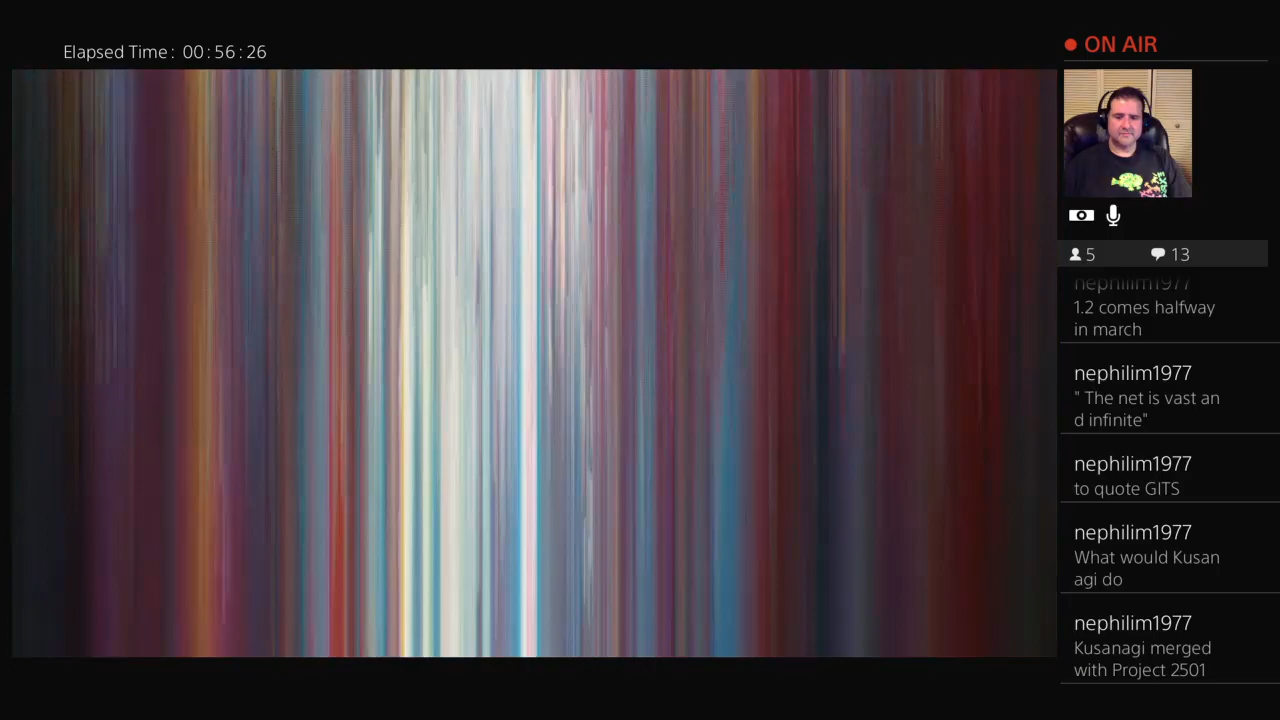 Elapsed Time: 00:56:26
ON AIR
5 13
nephilim1977
1.2 comes halfway
in march
nephilim1977
" The net is vast an
d infinite"
nephilim1977
to quote GITS
nephilim1977
What would Kusan
agi do
nephilim1977
Kusanagi merged
with Project 2501